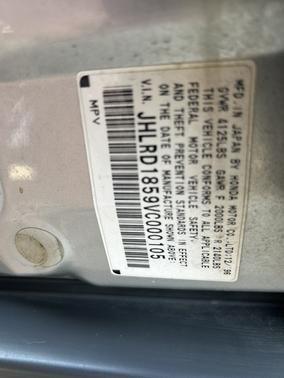 MFD. IN JAPAN BY HONDA MOTOR CO.,LTD.12/96
GVWR 4125LBS GAWR F 2000LBS R 2140LBS
THIS VEHICLE CONFORMS TO ALL APPLICABLE
FEDERAL MOTOR VEHICLE SAFETY
AND THEFT PREVENTION STANDARDS IN EFFECT
ON THE DATE OF MANUFACTURE SHOWN ABOVE.
V.I.N. JHLRD1859VC000105
MPV